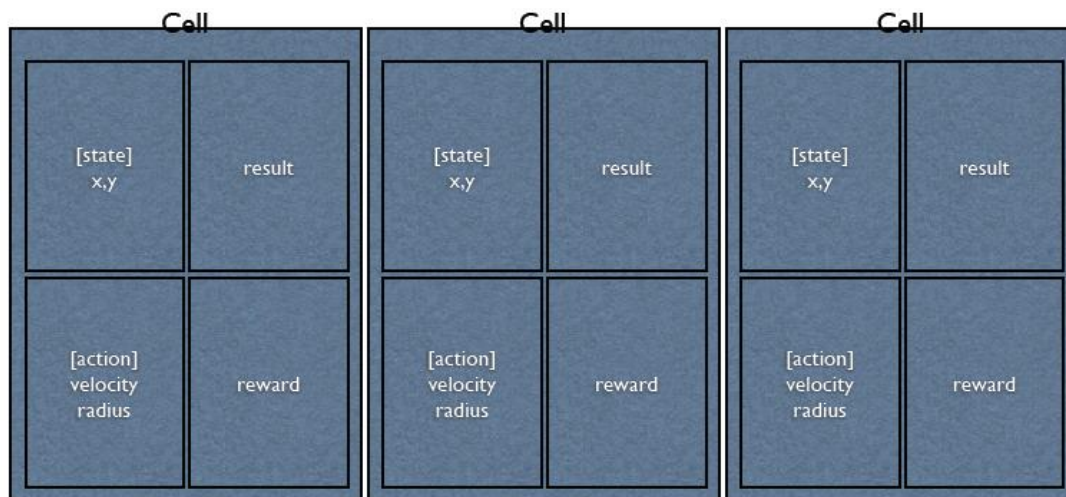 Cell
Cell
Cell
[state]
x,y
result
[state]
x,y
result
[state]
x,y
result
[action]
velocity
radius
reward
[action]
velocity
radius
reward
[action]
velocity
radius
reward